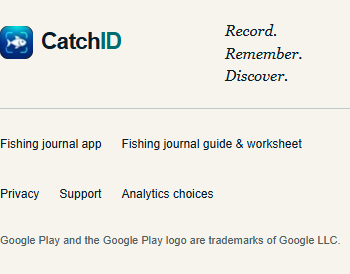 CatchID
Record.
Remember.
Discover.
Fishing journal app
Fishing journal guide & worksheet
Privacy
Support
Analytics choices
Google Play and the Google Play logo are trademarks of Google LLC.